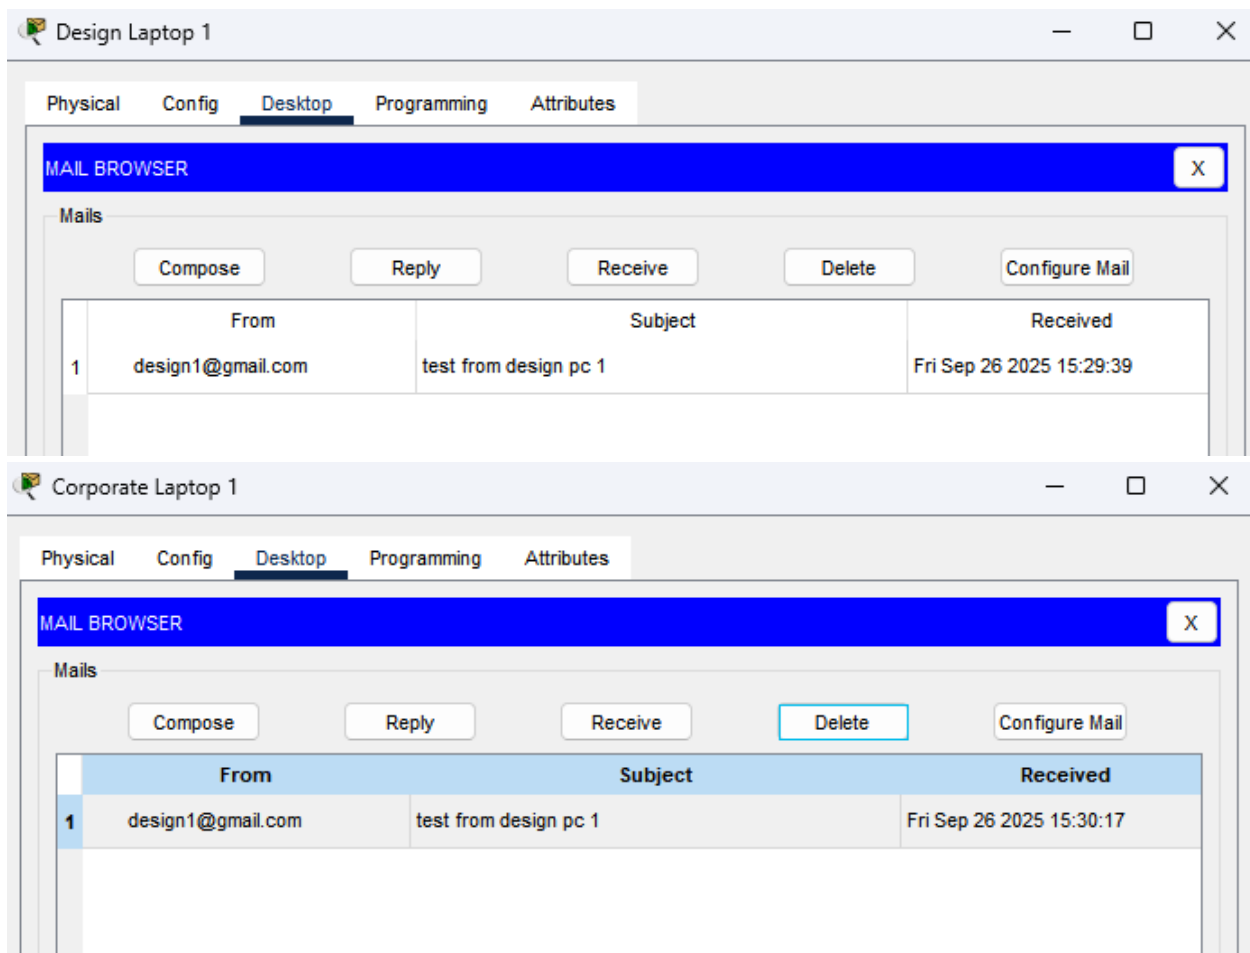 Design Laptop 1
Physical Config Desktop Programming Attributes
MAIL BROWSER X
Mails
Compose Reply Receive Delete Configure Mail
From Subject Received
1 design1@gmail.com test from design pc 1 Fri Sep 26 2025 15:29:39
Corporate Laptop 1
Physical Config Desktop Programming Attributes
MAIL BROWSER X
Mails
Compose Reply Receive Delete Configure Mail
From Subject Received
1 design1@gmail.com test from design pc 1 Fri Sep 26 2025 15:30:17